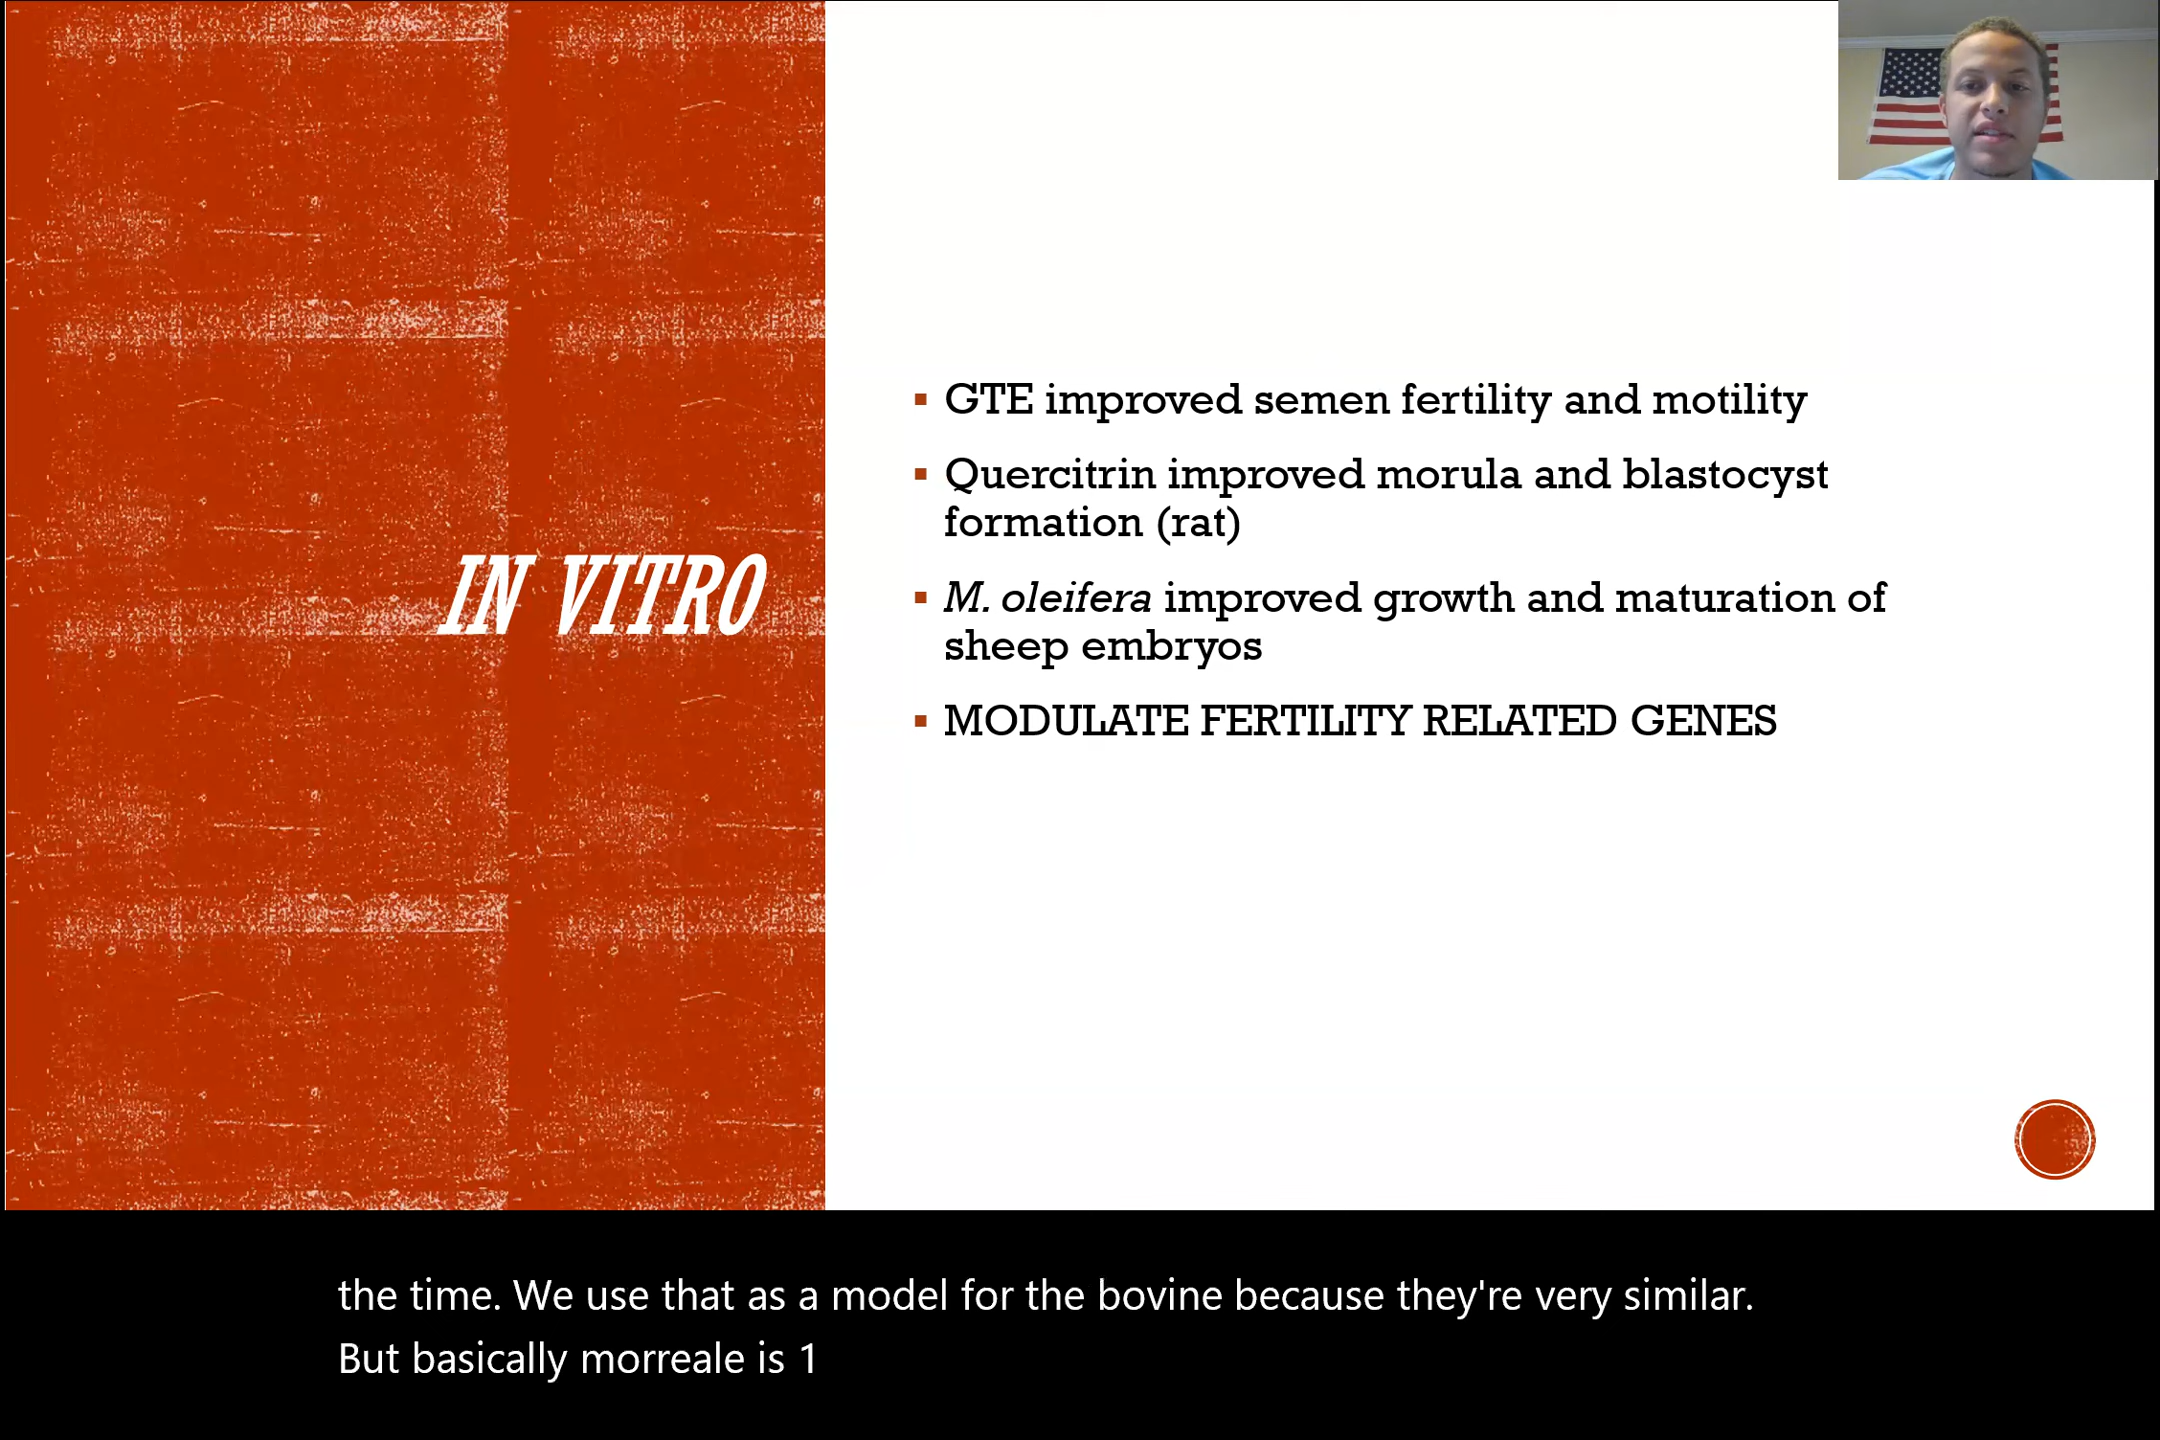 IN VITRO
GTE improved semen fertility and motility
Quercitrin improved morula and blastocyst
formation (rat)
M. oleifera improved growth and maturation of
sheep embryos
MODULATE FERTILITY RELATED GENES
the time. We use that as a model for the bovine because they're very similar.
But basically morreale is 1